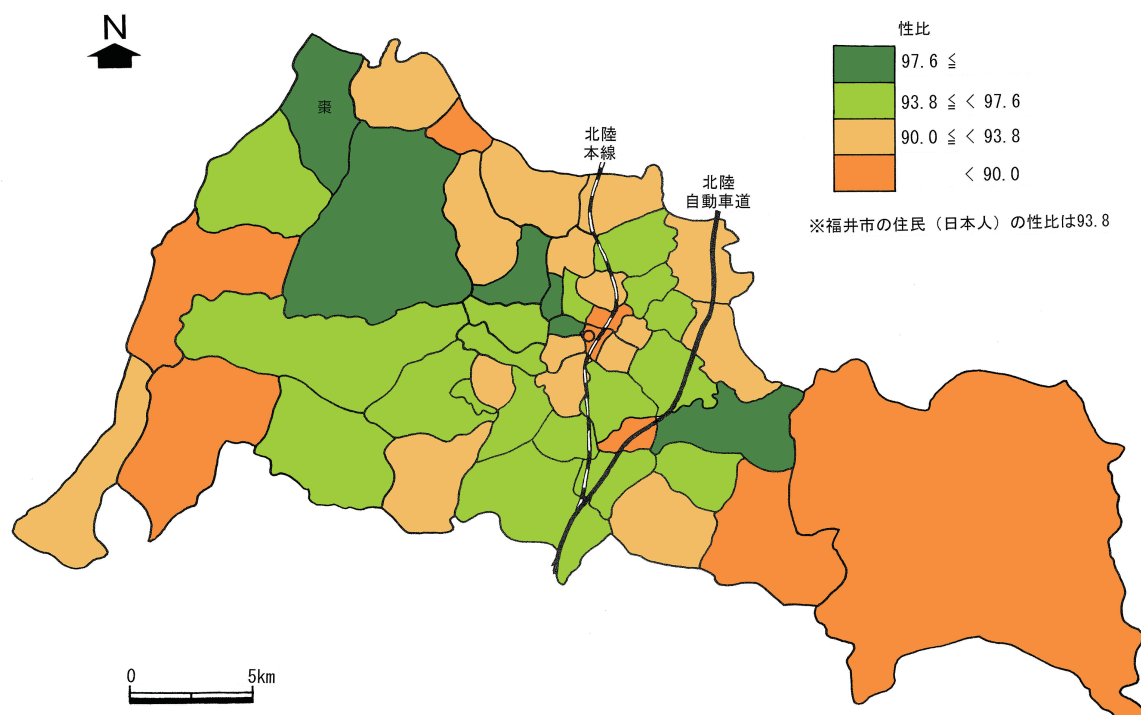 N
性比
97.6 ≦
93.8 ≦ < 97.6
90.0 ≦ < 93.8
< 90.0
※福井市の住民（日本人）の性比は93.8
棗
北陸
本線
北陸
自動車道
0 5km